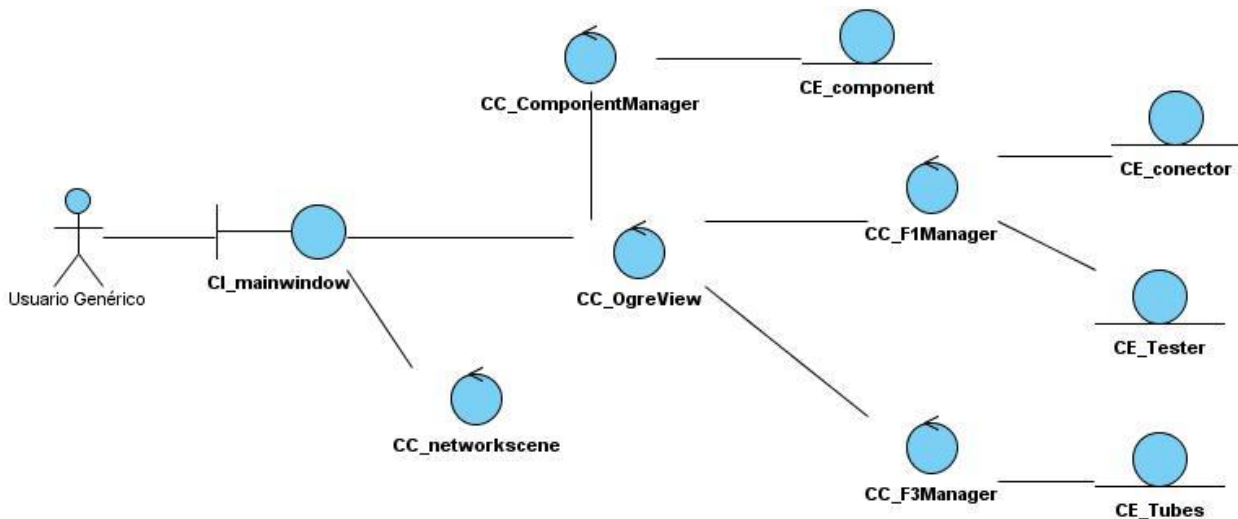 CC_ComponentManager
CE_component
CE_conector
CC_F1Manager
CI_mainwindow
Usuario Genérico
CC_OgreView
CE_Tester
CC_networkscene
CC_F3Manager
CE_Tubes